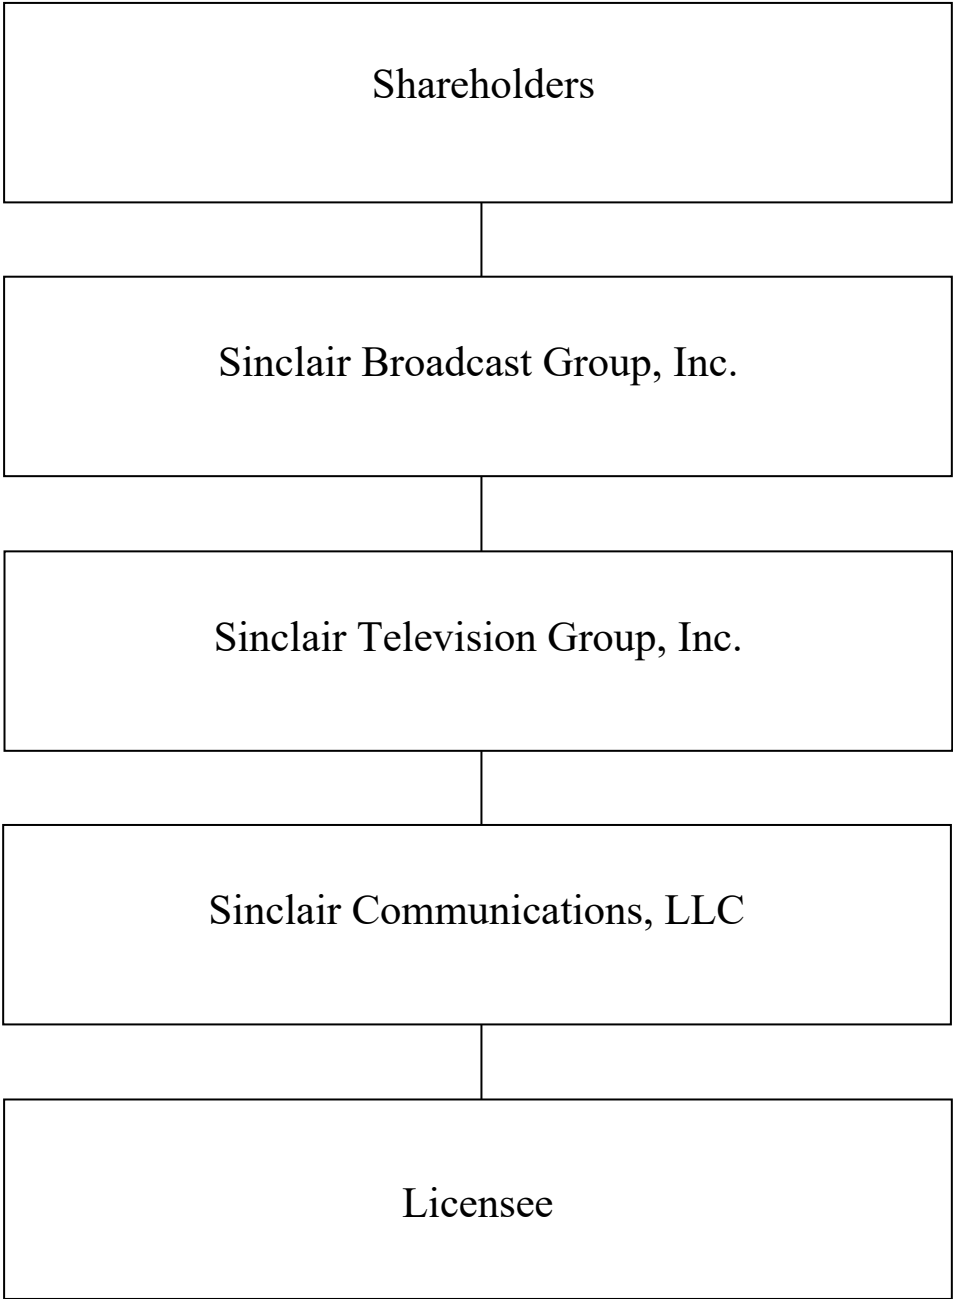 Shareholders
Sinclair Broadcast Group, Inc.
Sinclair Television Group, Inc.
Sinclair Communications, LLC
Licensee